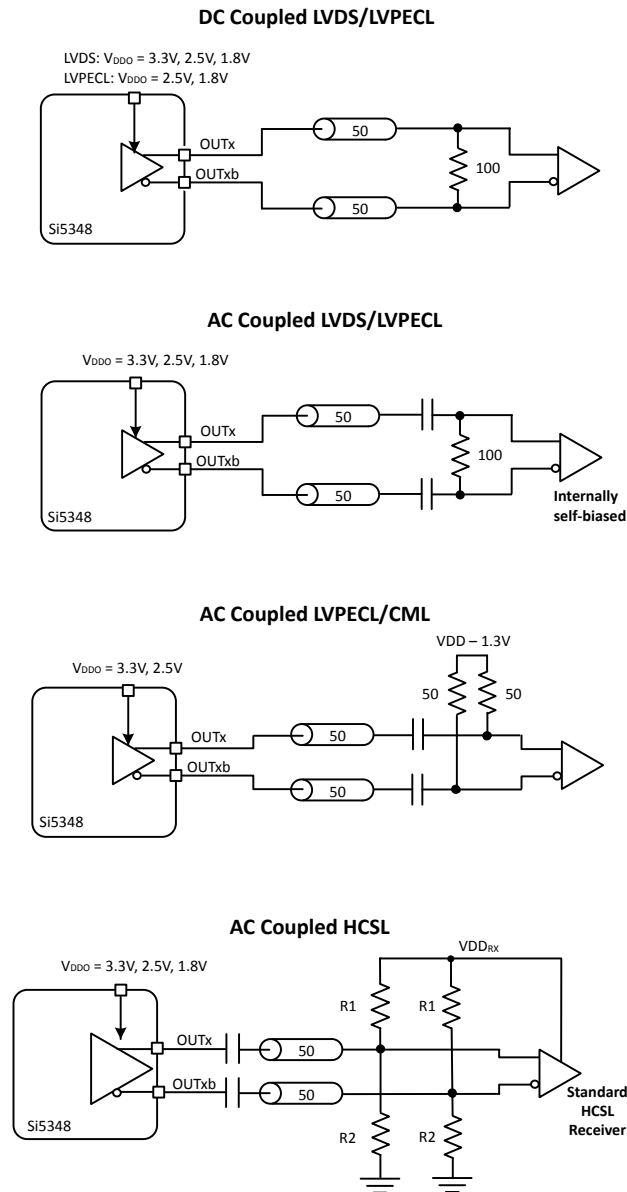 DC Coupled LVDS/LVPECL
LVDS: VDDO = 3.3V, 2.5V, 1.8V
LVPECL: VDDO = 2.5V, 1.8V
OUTx
OUTxb
50
50
100
Si5348
AC Coupled LVDS/LVPECL
VDDO = 3.3V, 2.5V, 1.8V
OUTx
OUTxb
50
50
100
Internally
self-biased
Si5348
AC Coupled LVPECL/CML
VDD – 1.3V
VDDO = 3.3V, 2.5V
50
50
OUTx
OUTxb
50
50
Si5348
AC Coupled HCSL
VDDRX
VDDO = 3.3V, 2.5V, 1.8V
R1
R1
OUTx
OUTxb
50
50
Standard
HCSL
Receiver
R2
R2
Si5348